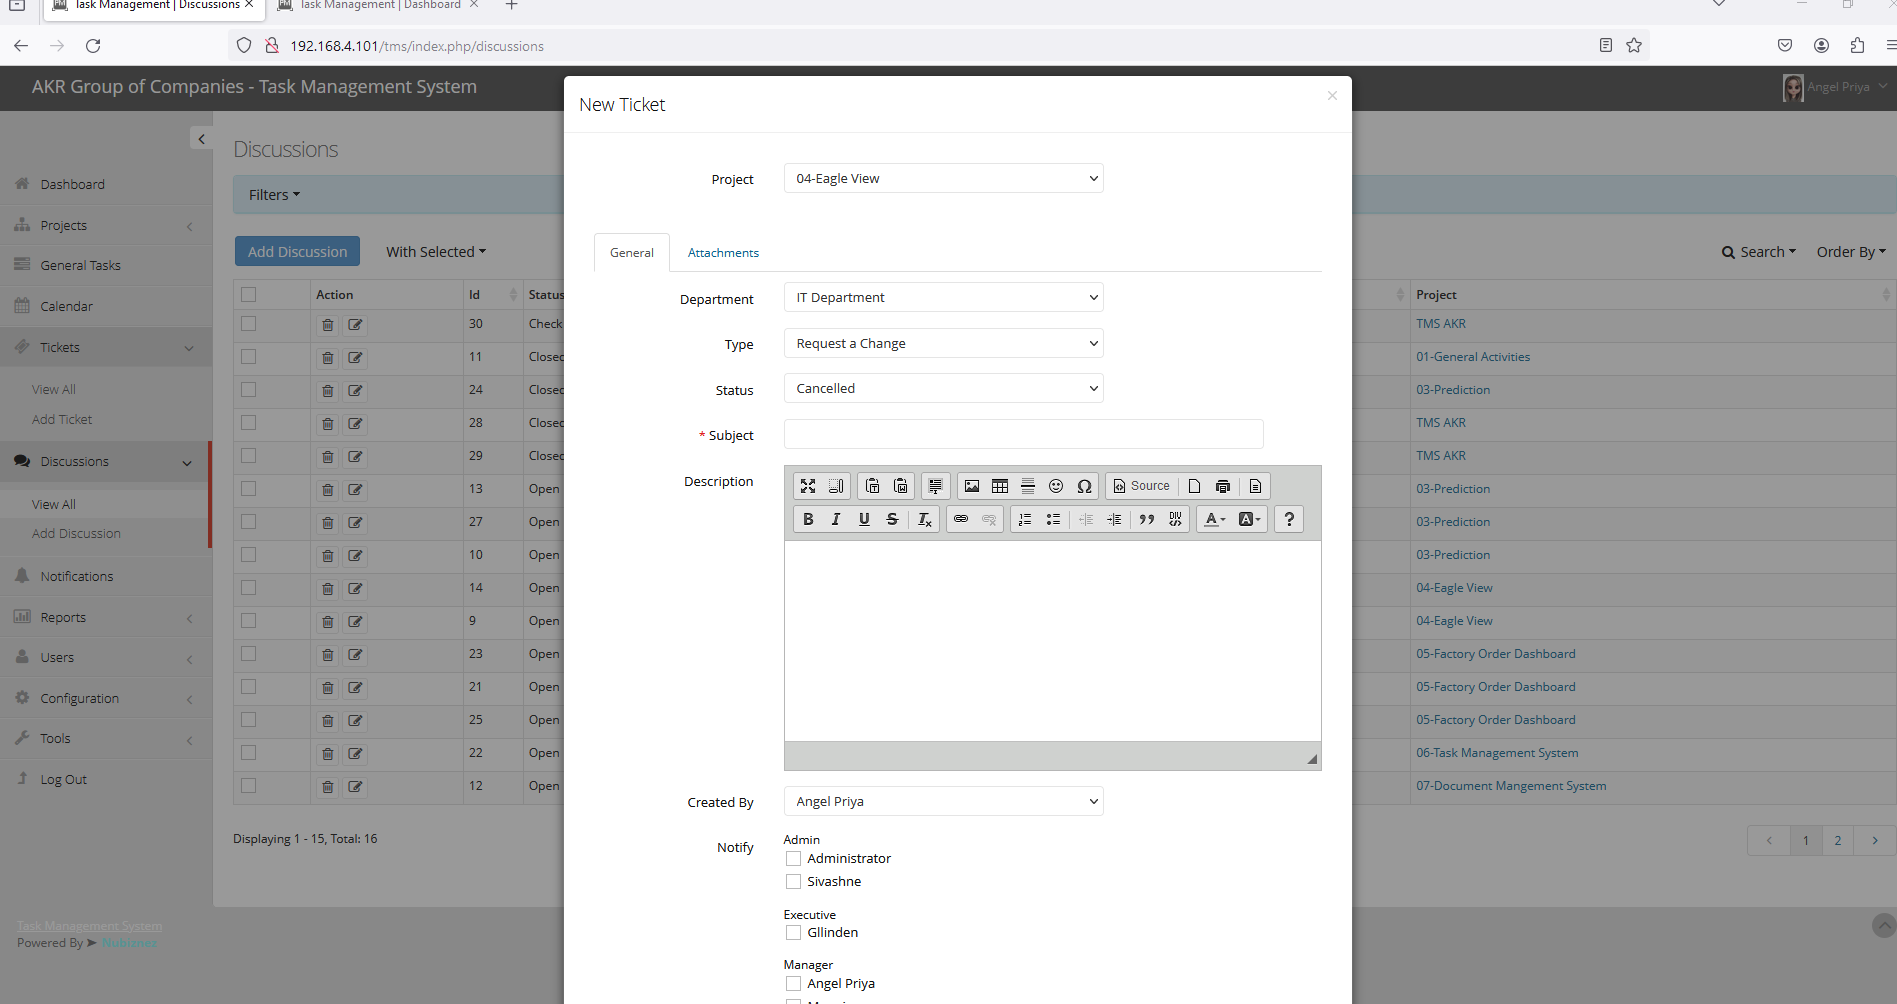 Task Management | Discussions
Task Management | Dashboard
192.168.4.101/tms/index.php/discussions
AKR Group of Companies - Task Management System
Angel Priya
Dashboard
Projects
General Tasks
Calendar
Tickets
View All
Add Ticket
Discussions
View All
Add Discussion
Notifications
Reports
Users
Configuration
Tools
Log Out
Task Management System
Powered By ➤ Nubiznez
Discussions
Filters
Add Discussion
With Selected
Search
Order By
Action Id Status Project
30 Check TMS AKR
11 Closed 01-General Activities
24 Closed 03-Prediction
28 Closed TMS AKR
29 Closed TMS AKR
13 Open 03-Prediction
27 Open 03-Prediction
10 Open 03-Prediction
14 Open 04-Eagle View
9 Open 04-Eagle View
23 Open 05-Factory Order Dashboard
21 Open 05-Factory Order Dashboard
25 Open 05-Factory Order Dashboard
22 Open 06-Task Management System
12 Open 07-Document Mangement System
Displaying 1 - 15, Total: 16
1 2
New Ticket
Project 04-Eagle View
General Attachments
Department IT Department
Type Request a Change
Status Cancelled
* Subject
Description
Source
Created By Angel Priya
Notify
Admin
Administrator
Sivashne
Executive
Gllinden
Manager
Angel Priya